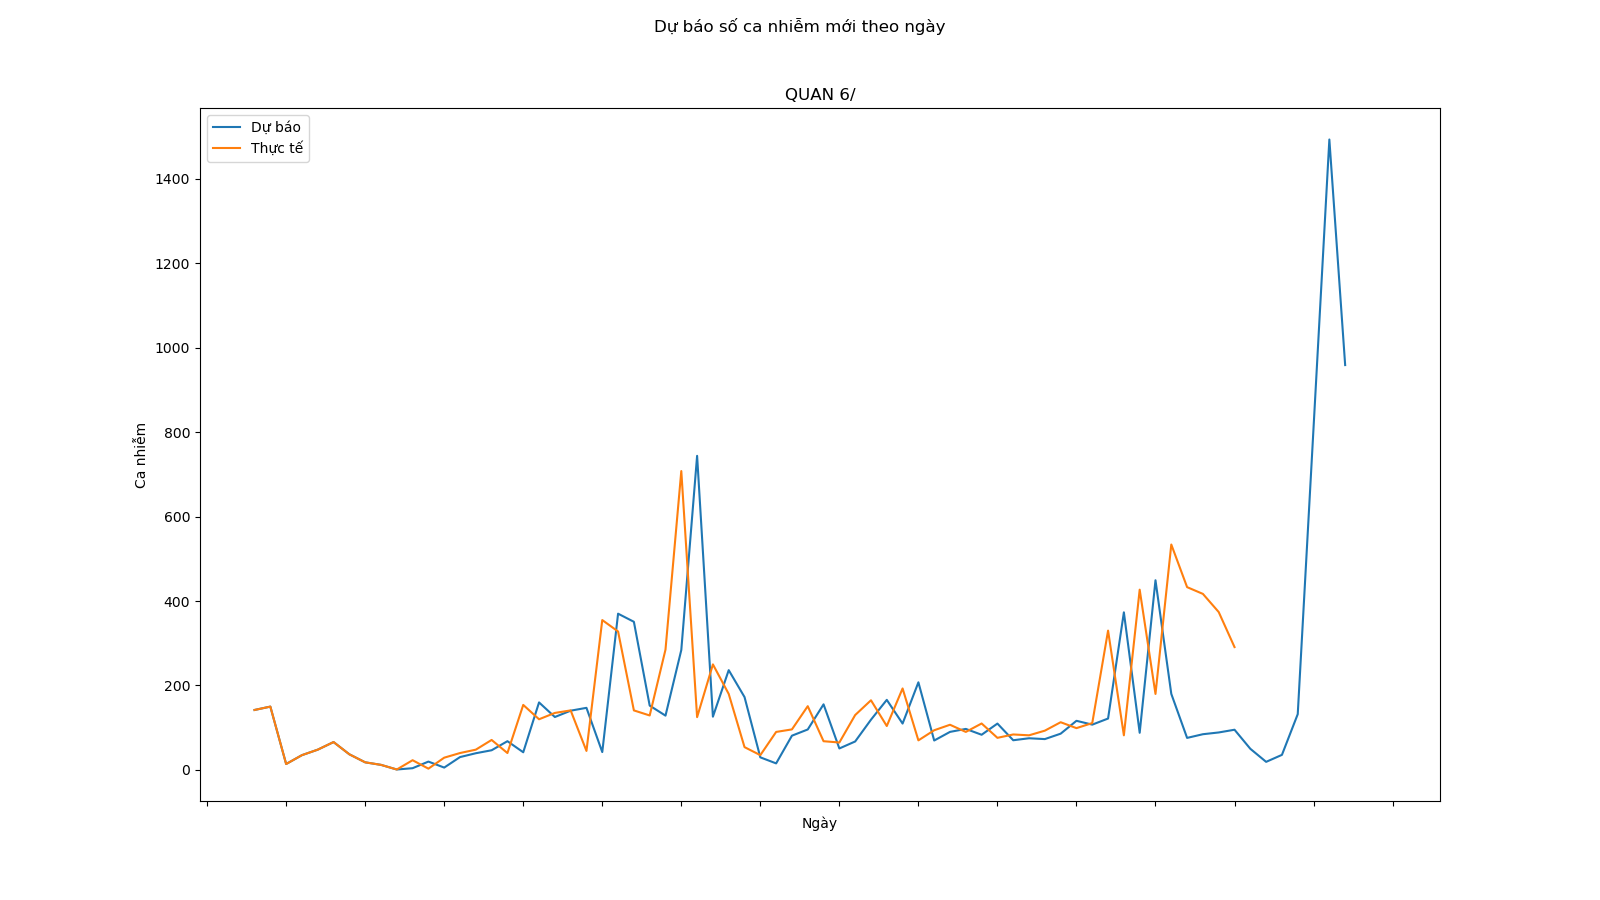 Dự báo số ca nhiễm mới theo ngày
QUAN 6/
Dự báo
Thực tế
1400
1200
1000
800
600
400
200
0
Ca nhiễm
Ngày